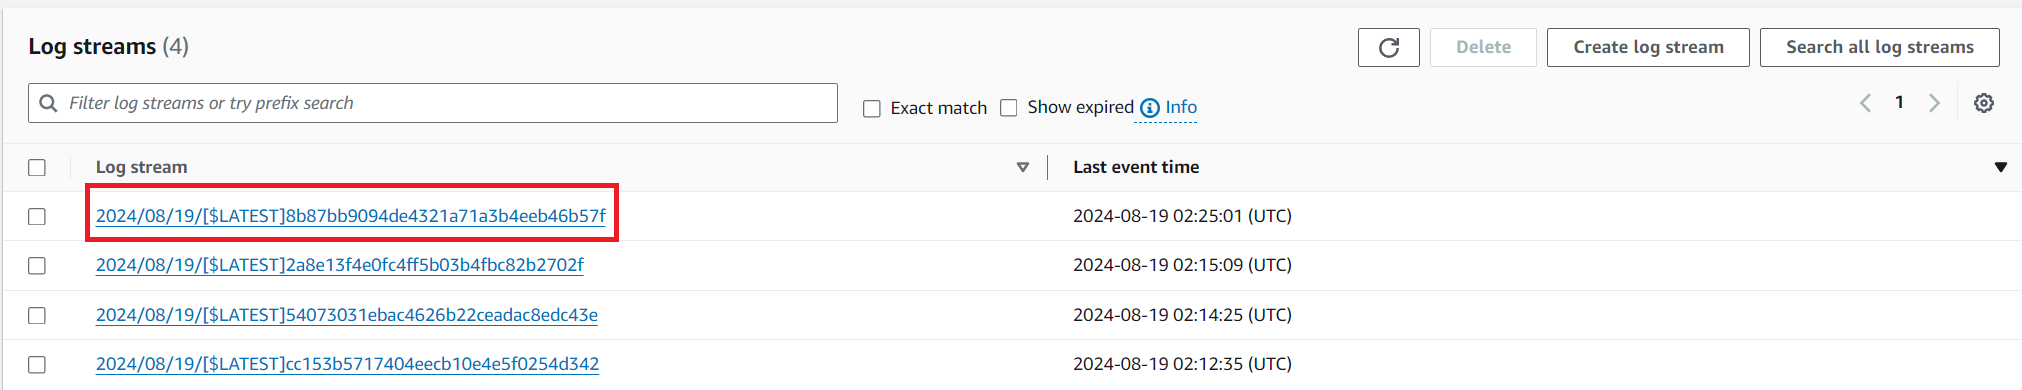 Log streams (4)
Delete
Create log stream
Search all log streams
Filter log streams or try prefix search
Exact match
Show expired
Info
1
Log stream
Last event time
2024/08/19/[$LATEST]8b87bb9094de4321a71a3b4eeb46b57f
2024-08-19 02:25:01 (UTC)
2024/08/19/[$LATEST]2a8e13f4e0fc4ff5b03b4fbc82b2702f
2024-08-19 02:15:09 (UTC)
2024/08/19/[$LATEST]54073031ebac4626b22ceadac8edc43e
2024-08-19 02:14:25 (UTC)
2024/08/19/[$LATEST]cc153b5717404eecb10e4e5f0254d342
2024-08-19 02:12:35 (UTC)